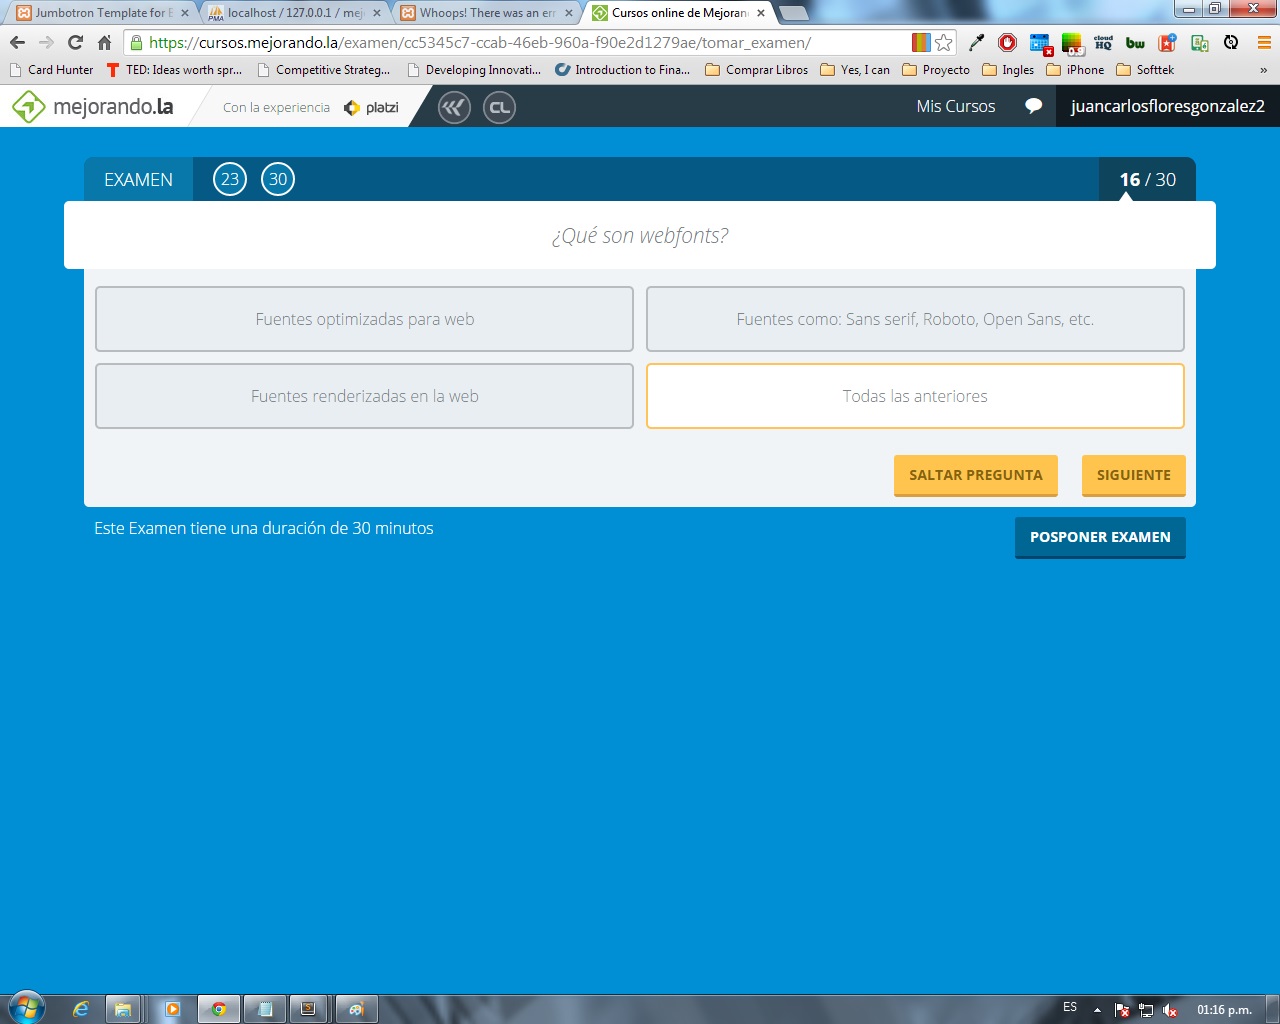 Jumbotron Template for B
localhost / 127.0.0.1 / mej
Whoops! There was an err
Cursos online de Mejoran
https://cursos.mejorando.la/examen/cc5345c7-ccab-46eb-960a-f90e2d1279ae/tomar_examen/
cloud HQ
bw
Card Hunter
TED: Ideas worth spr...
Competitive Strateg...
Developing Innovati...
Introduction to Fina...
Comprar Libros
Yes, I can
Proyecto
Ingles
iPhone
Softtek
»
mejorando.la
Con la experiencia
platzi
CL
Mis Cursos
juancarlosfloresgonzalez2
EXAMEN
23
30
16 / 30
¿Qué son webfonts?
Fuentes optimizadas para web
Fuentes como: Sans serif, Roboto, Open Sans, etc.
Fuentes renderizadas en la web
Todas las anteriores
SALTAR PREGUNTA
SIGUIENTE
Este Examen tiene una duración de 30 minutos
POSPONER EXAMEN
ES
01:16 p.m.